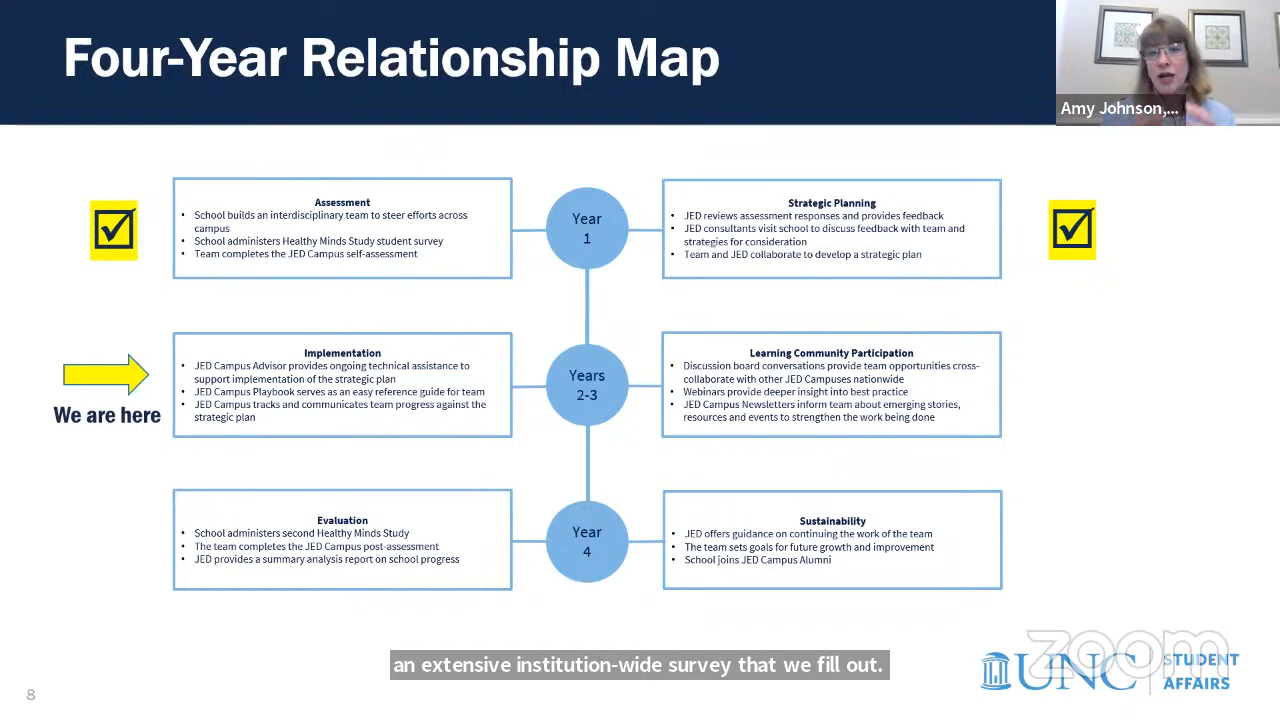 Four-Year Relationship Map
Amy Johnson,...
Assessment
• School builds an interdisciplinary team to steer efforts across
campus
• School administers Healthy Minds Study student survey
• Team completes the JED Campus self-assessment
Year
1
Strategic Planning
• JED reviews assessment responses and provides feedback
• JED consultants visit school to discuss feedback with team and
strategies for consideration
• Team and JED collaborate to develop a strategic plan
We are here
Implementation
• JED Campus Advisor provides ongoing technical assistance to
support implementation of the strategic plan
• JED Campus Playbook serves as an easy reference guide for team
• JED Campus tracks and communicates team progress against the
strategic plan
Years
2-3
Learning Community Participation
• Discussion board conversations provide team opportunities cross-
collaborate with other JED Campuses nationwide
• Webinars provide deeper insight into best practice
• JED Campus Newsletters inform team about emerging stories,
resources and events to strengthen the work being done
Evaluation
• School administers second Healthy Minds Study
• The team completes the JED Campus post-assessment
• JED provides a summary analysis report on school progress
Year
4
Sustainability
• JED offers guidance on continuing the work of the team
• The team sets goals for future growth and improvement
• School joins JED Campus Alumni
an extensive institution-wide survey that we fill out.
zoom
UNC
STUDENT
AFFAIRS
8